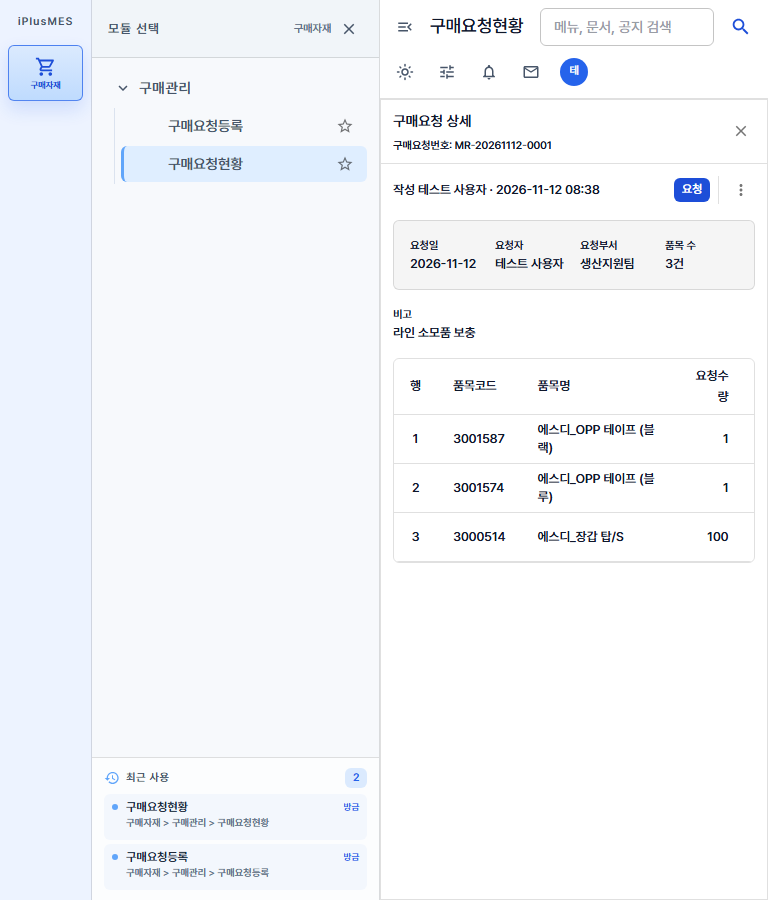 iPlusMES
구매자재
모듈 선택
구매자재
구매관리
구매요청등록
구매요청현황
최근 사용
2
구매요청현황
방금
구매자재 > 구매관리 > 구매요청현황
구매요청등록
방금
구매자재 > 구매관리 > 구매요청등록
구매요청현황
메뉴, 문서, 공지 검색
테
구매요청 상세
구매요청번호: MR-20261112-0001
작성 테스트 사용자 · 2026-11-12 08:38
요청
요청일 요청자 요청부서 품목 수
2026-11-12 테스트 사용자 생산지원팀 3건
비고
라인 소모품 보충
행 품목코드 품목명 요청수
량
1 3001587 에스디_OPP 테이프 (블
랙) 1
2 3001574 에스디_OPP 테이프 (블
루) 1
3 3000514 에스디_장갑 탑/S 100